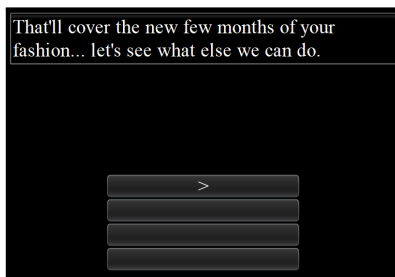 That'll cover the new few months of your
fashion... let's see what else we can do.
>